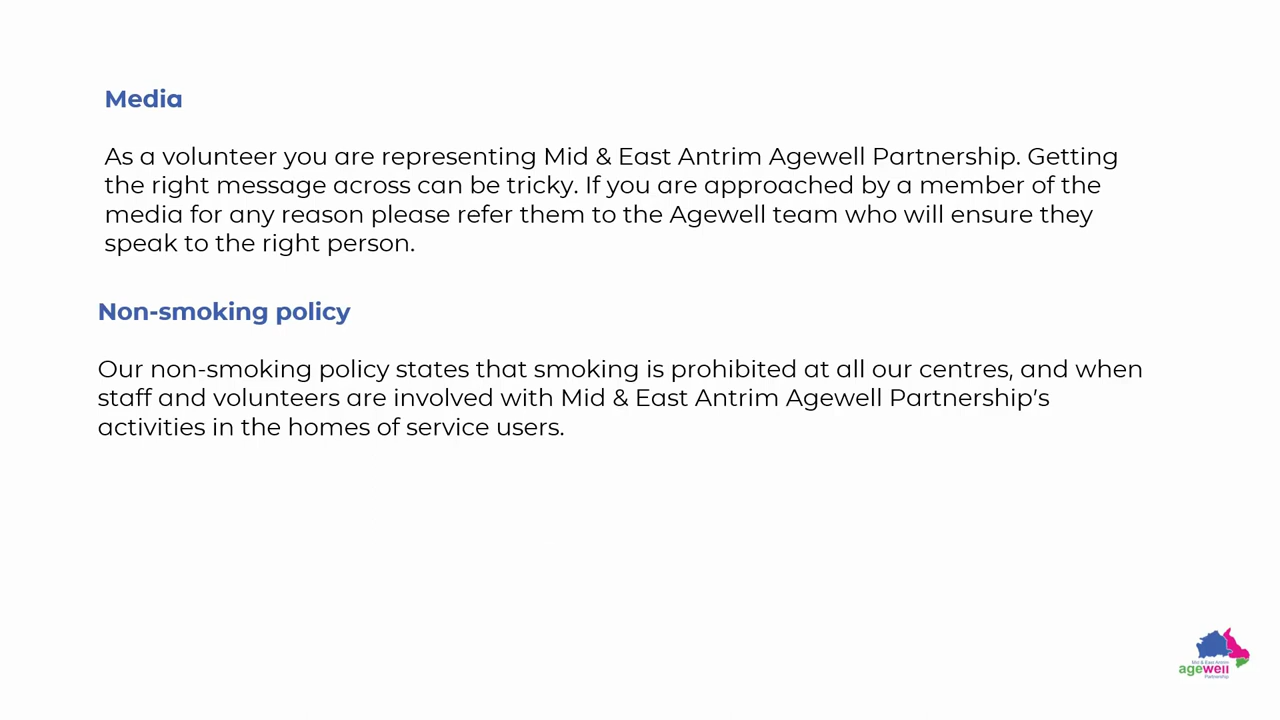 Media
As a volunteer you are representing Mid & East Antrim Agewell Partnership. Getting
the right message across can be tricky. If you are approached by a member of the
media for any reason please refer them to the Agewell team who will ensure they
speak to the right person.
Non-smoking policy
Our non-smoking policy states that smoking is prohibited at all our centres, and when
staff and volunteers are involved with Mid & East Antrim Agewell Partnership’s
activities in the homes of service users.
Mid & East Antrim
agewell
Partnership